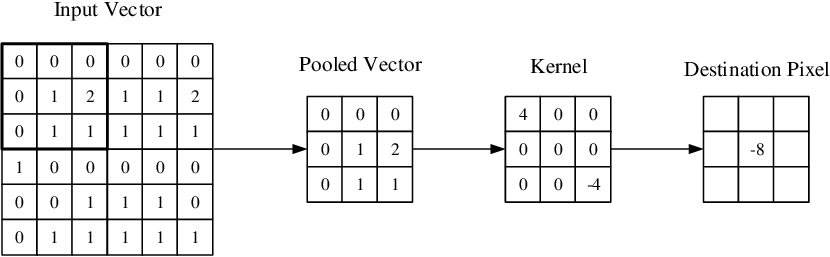 Input Vector
Pooled Vector
Kernel
Destination Pixel
0 0 0 0 0 0
0 1 2 1 1 2
0 1 1 1 1 1
1 0 0 0 0 0
0 0 1 1 1 0
0 1 1 1 1 1
0 0 0
0 1 2
0 1 1
4 0 0
0 0 0
0 0 -4
-8